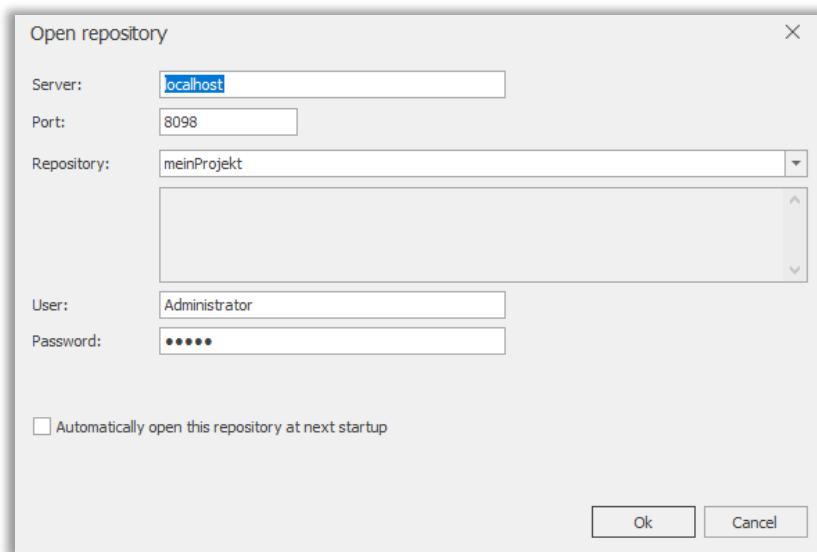 Open repository
Server: localhost
Port: 8098
Repository: meinProjekt
User: Administrator
Password: •••••
Automatically open this repository at next startup
Ok Cancel